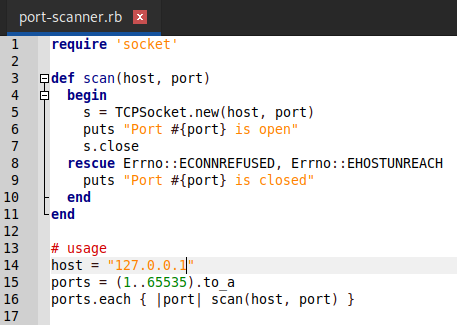 port-scanner.rb x
1 require 'socket'
2
3 def scan(host, port)
4   begin
5     s = TCPSocket.new(host, port)
6     puts "Port #{port} is open"
7     s.close
8   rescue Errno::ECONNREFUSED, Errno::EHOSTUNREACH
9     puts "Port #{port} is closed"
10   end
11 end
12
13 # usage
14 host = "127.0.0.1"
15 ports = (1..65535).to_a
16 ports.each { |port| scan(host, port) }
17